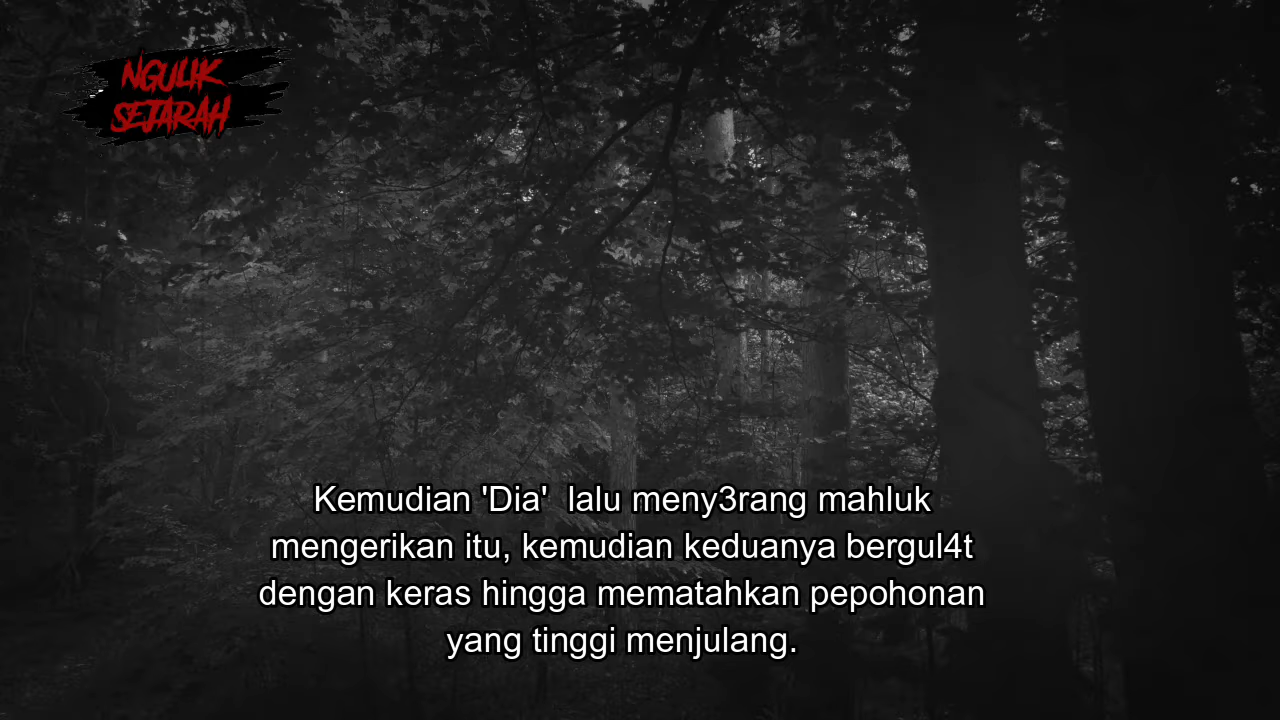 NGULIK
SEJARAH
Kemudian 'Dia'  lalu meny3rang mahluk
mengerikan itu, kemudian keduanya bergul4t
dengan keras hingga mematahkan pepohonan
yang tinggi menjulang.